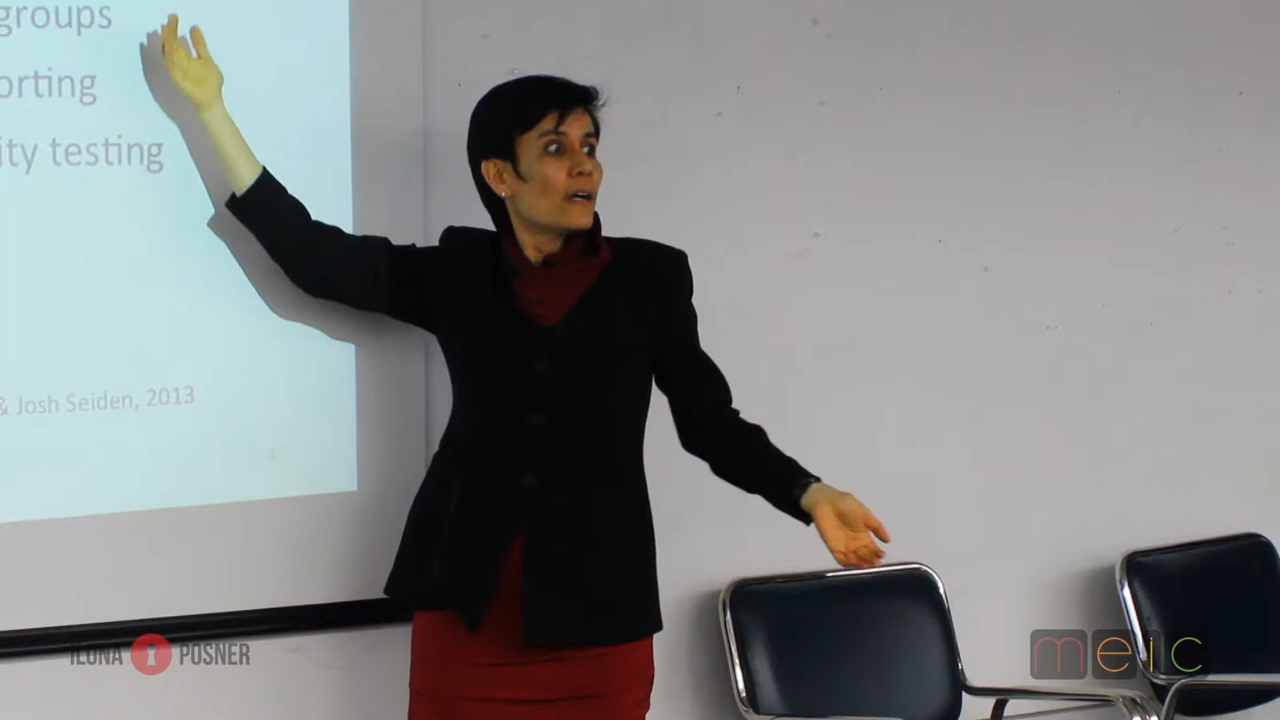 groups
orting
ity testing
& Josh Seiden, 2013
ILONA POSNER
meic